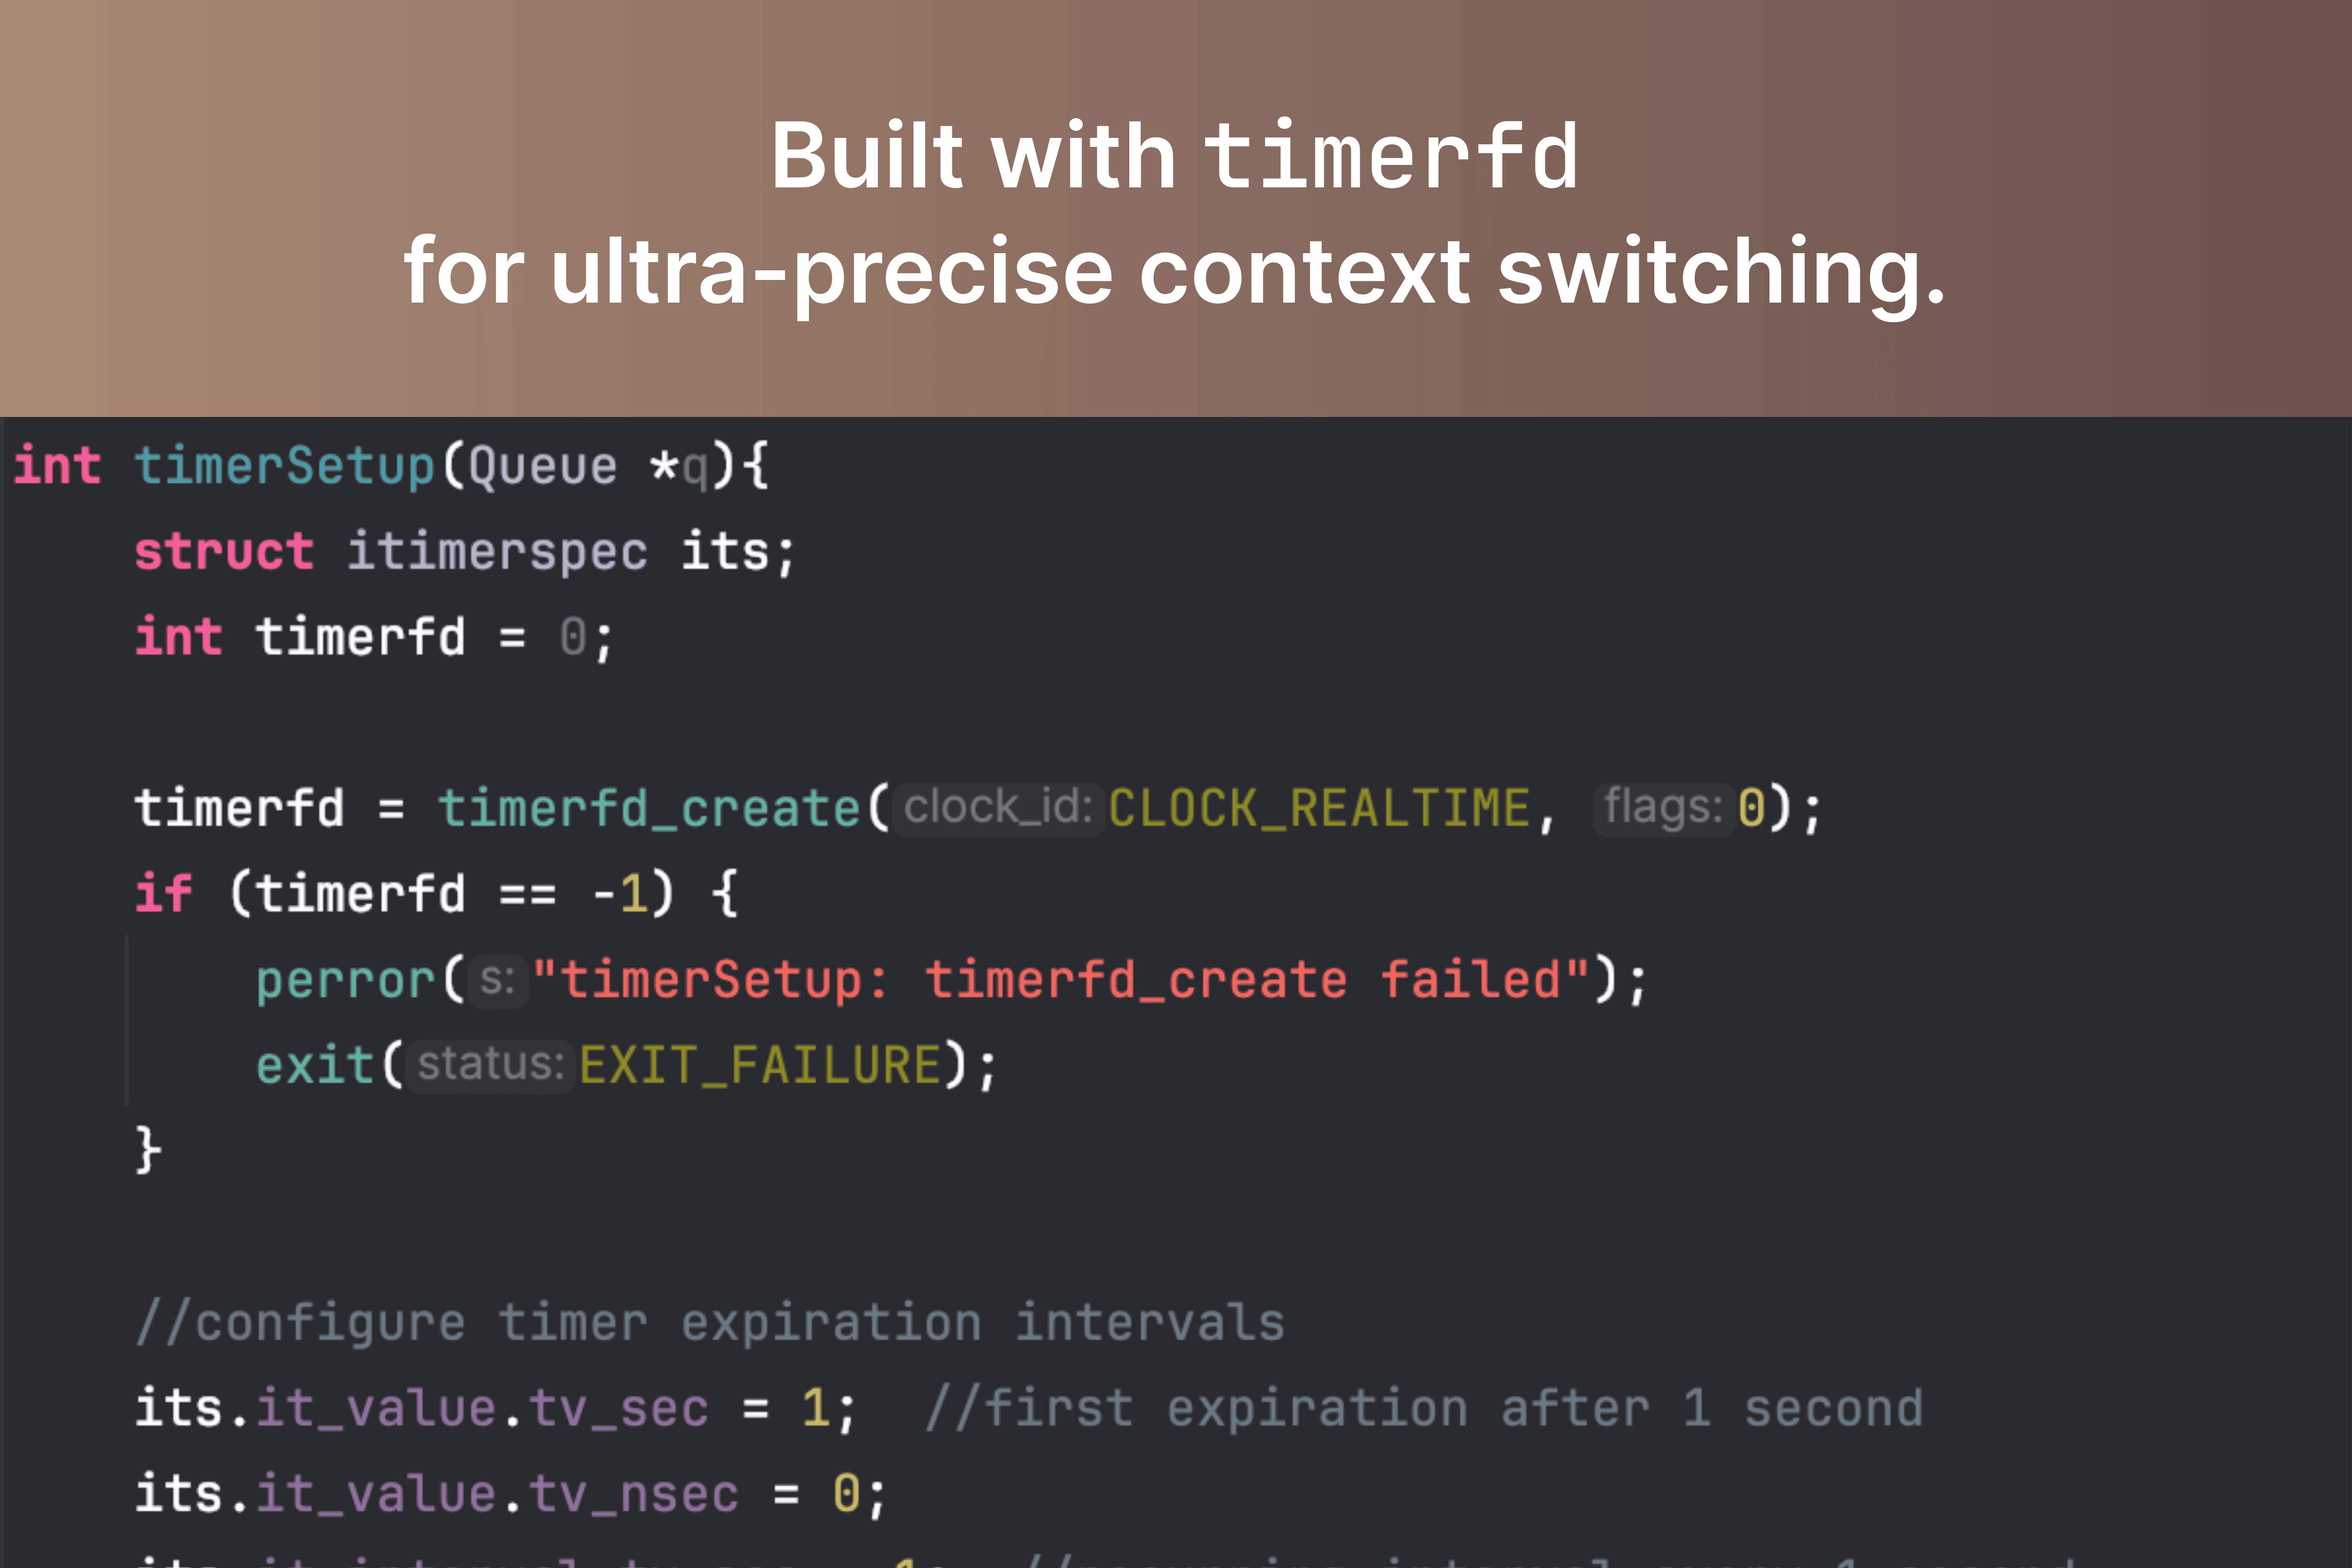 Built with timerfd
for ultra-precise context switching.
int timerSetup(Queue *q){
struct itimerspec its;
int timerfd = 0;
timerfd = timerfd_create(clock_id: CLOCK_REALTIME, flags: 0);
if (timerfd == -1) {
perror(s: "timerSetup: timerfd_create failed");
exit(status: EXIT_FAILURE);
}
//configure timer expiration intervals
its.it_value.tv_sec = 1; //first expiration after 1 second
its.it_value.tv_nsec = 0;